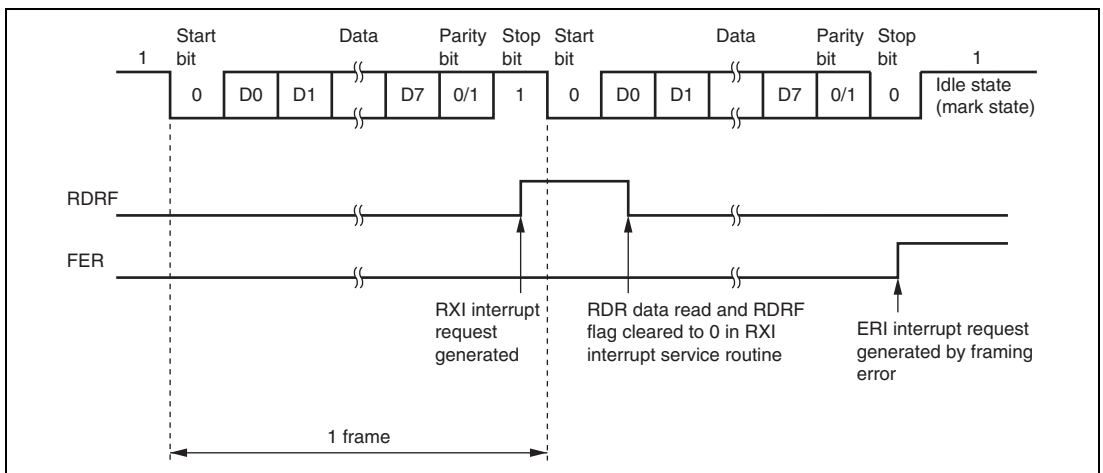 Start bit
Data
Parity bit
Stop bit
Start bit
Data
Parity bit
Stop bit
1
1
0
D0
D1
D7
0/1
1
0
D0
D1
D7
0/1
0
Idle state
(mark state)
RDRF
FER
RXI interrupt
request
generated
RDR data read and RDRF
flag cleared to 0 in RXI
interrupt service routine
ERI interrupt request
generated by framing
error
1 frame